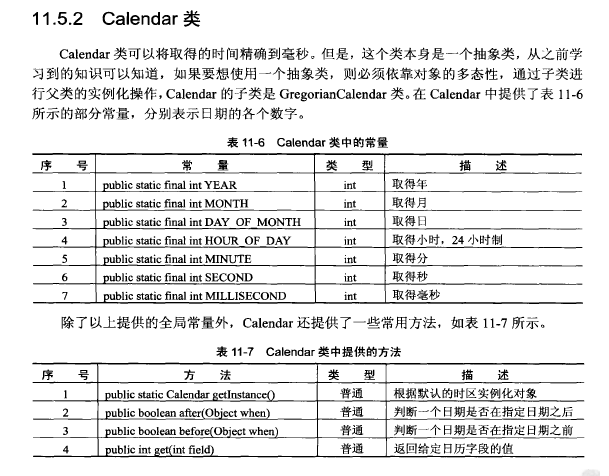 11.5.2 Calendar 类
Calendar 类可以将取得的时间精确到毫秒。但是，这个类本身是一个抽象类，从之前学
习到的知识可以知道，如果要想使用一个抽象类，则必须依靠对象的多态性，通过子类进
行父类的实例化操作，Calendar 的子类是 GregorianCalendar 类。在 Calendar 中提供了表 11-6
所示的部分常量，分别表示日期的各个数字。
表 11-6 Calendar 类中的常量
序 号 常 量 类 型 描 述
1 public static final int YEAR int 取得年
2 public static final int MONTH int 取得月
3 public static final int DAY_OF_MONTH int 取得日
4 public static final int HOUR_OF_DAY int 取得小时，24 小时制
5 public static final int MINUTE int 取得分
6 public static final int SECOND int 取得秒
7 public static final int MILLISECOND int 取得毫秒
除了以上提供的全局常量外，Calendar 还提供了一些常用方法，如表 11-7 所示。
表 11-7 Calendar 类中提供的方法
序 号 方 法 类 型 描 述
1 public static Calendar getInstance() 普通 根据默认的时区实例化对象
2 public boolean after(Object when) 普通 判断一个日期是否在指定日期之后
3 public boolean before(Object when) 普通 判断一个日期是否在指定日期之前
4 public int get(int field) 普通 返回给定日历字段的值